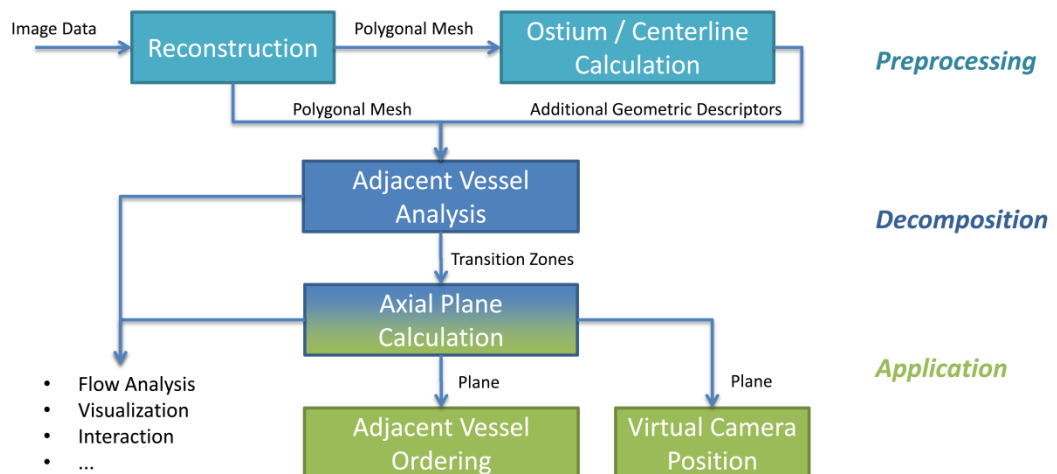 Image Data
Reconstruction
Polygonal Mesh
Ostium / Centerline
Calculation
Preprocessing
Polygonal Mesh
Additional Geometric Descriptors
Adjacent Vessel
Analysis
Decomposition
Transition Zones
Axial Plane
Calculation
Application
• Flow Analysis
• Visualization
• Interaction
• ...
Plane
Plane
Adjacent Vessel
Ordering
Virtual Camera
Position